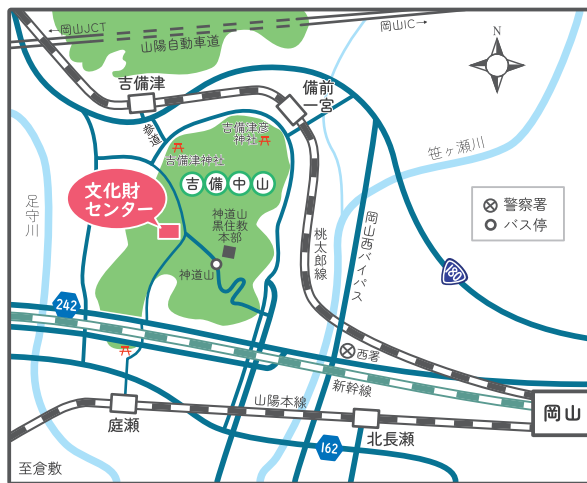 ←岡山JCT
岡山IC→
山陽自動車道
N
吉備津
備前
一宮
参道
吉備津彦
神社
吉備津神社
笹ヶ瀬川
吉備中山
足守川
文化財
センター
神道山
黒住教
本部
神道山
桃太郎線
岡山西バイパス
警察署
バス停
180
242
西署
新幹線
山陽本線
岡山
庭瀬
北長瀬
162
至倉敷